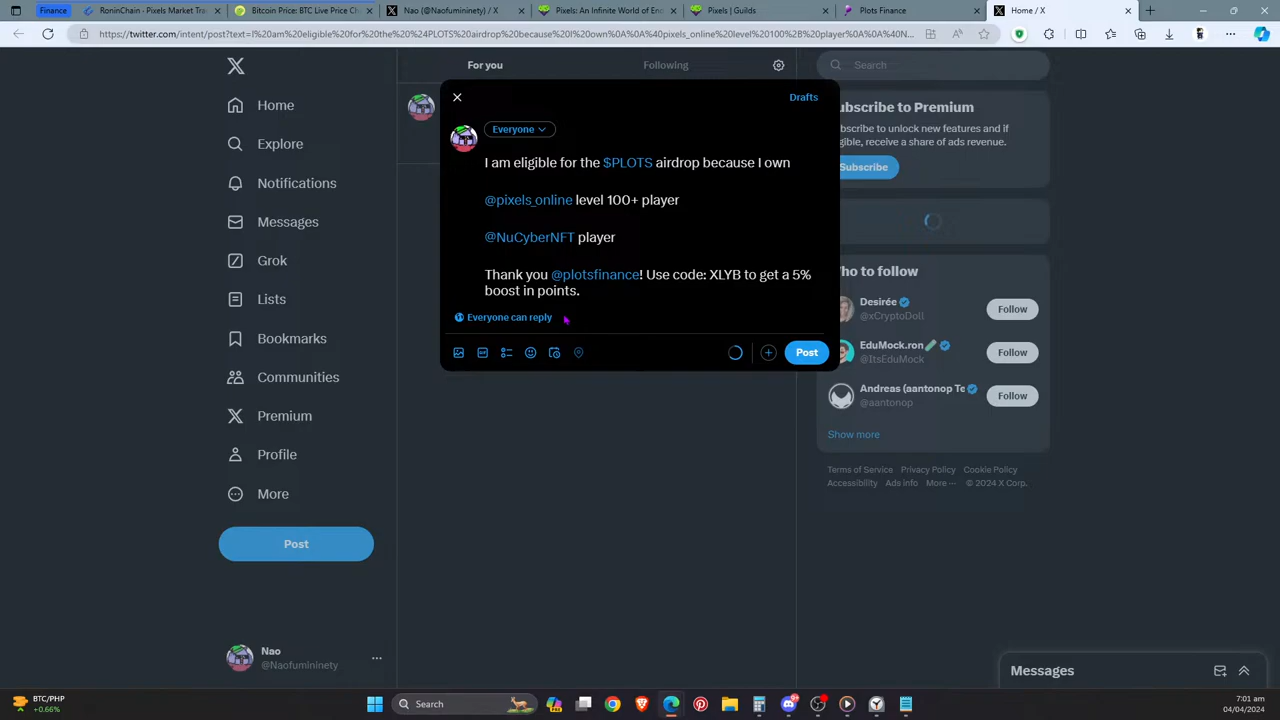 Finance
RoninChain - Pixels Market Tra
Bitcoin Price: BTC Live Price Ch
Nao (@Naofumininety) / X
Pixels: An Infinite World of En
Pixels | Guilds
Plots Finance
Home / X
https://twitter.com/intent/post?text=I%20am%20eligible%20for%20the%20%24PLOTS%20airdrop%20because%20I%20own%0A%0A%40pixels_online%20level%20100%2B%20player%0A%0A%40N...
For you
Following
Search
Drafts
Everyone
I am eligible for the $PLOTS airdrop because I own
@pixels_online level 100+ player
@NuCyberNFT player
Thank you @plotsfinance! Use code: XLYB to get a 5%
boost in points.
Everyone can reply
Post
Home
Explore
Notifications
Messages
Grok
Lists
Bookmarks
Communities
Premium
Profile
More
Post
Nao
@Naofumininety
ubscribe to Premium
bscribe to unlock new features and if
igible, receive a share of ads revenue.
Subscribe
ho to follow
Desirée
@xCryptoDoll
Follow
EduMock.ron
@ItsEduMock
Follow
Andreas (aantonop Te
@aantonop
Follow
Show more
Terms of Service Privacy Policy Cookie Policy
Accessibility Ads info More ··· © 2024 X Corp.
Messages
BTC/PHP
+0.66%
Search
7:01 am
04/04/2024